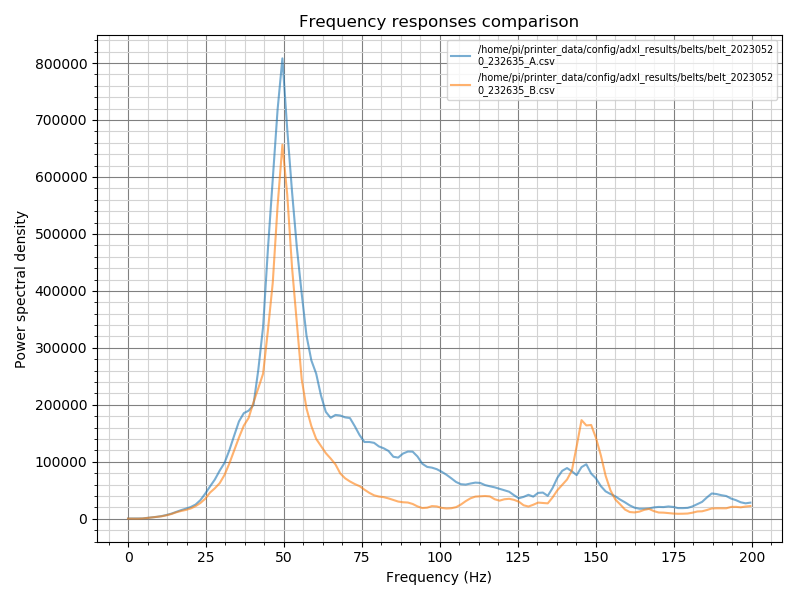 Frequency responses comparison
/home/pi/printer_data/config/adxl_results/belts/belt_2023052
0_232635_A.csv
/home/pi/printer_data/config/adxl_results/belts/belt_2023052
0_232635_B.csv
Power spectral density
800000
700000
600000
500000
400000
300000
200000
100000
0
0 25 50 75 100 125 150 175 200
Frequency (Hz)